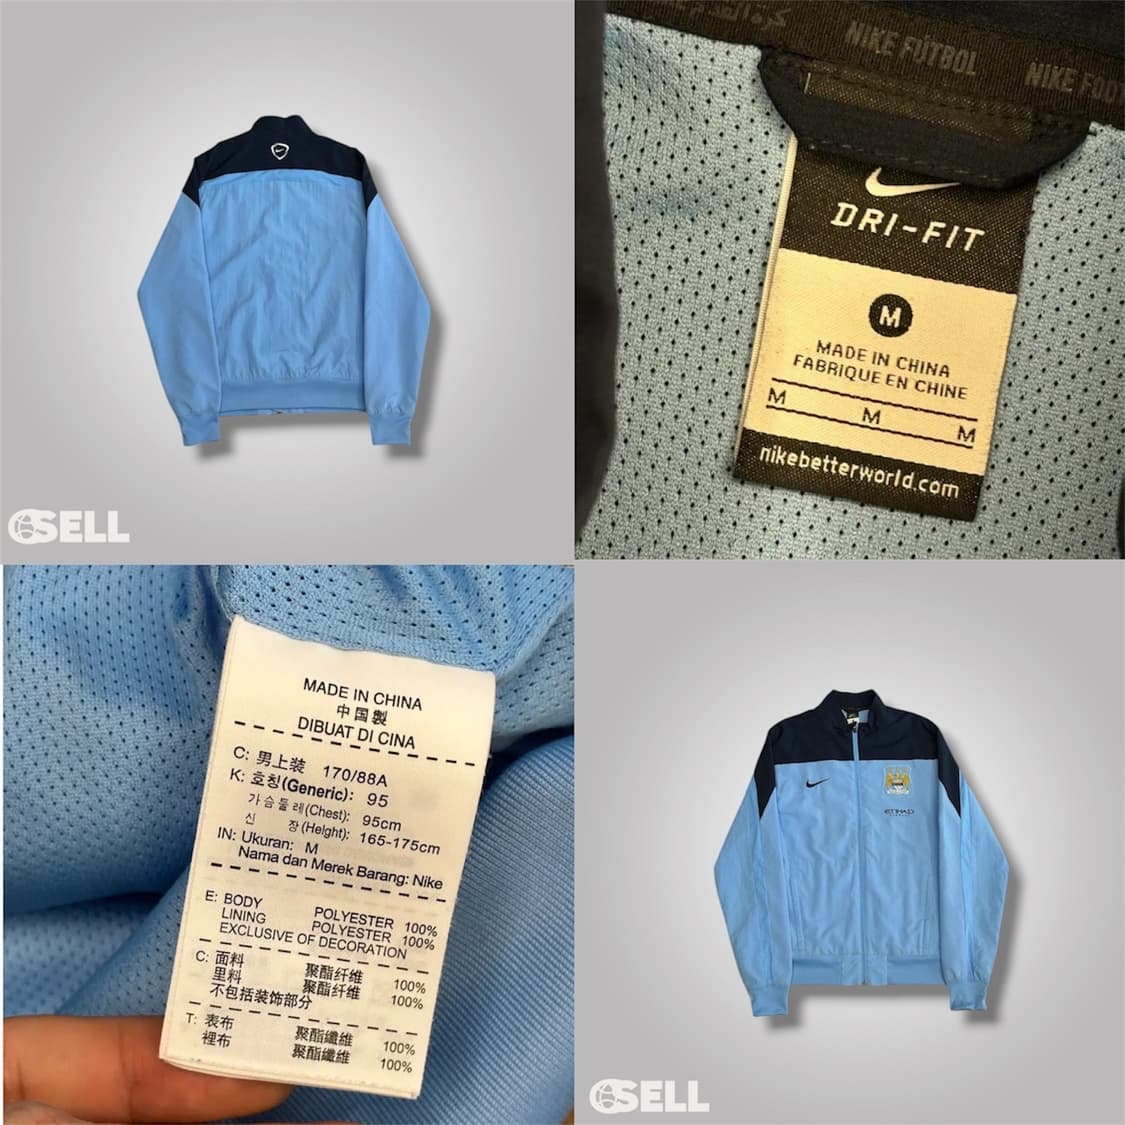 SELL
NIKE FÚTBOL
NIKE
DRI-FIT
M
MADE IN CHINA
FABRIQUE EN CHINE
M M M
nikebetterworld.com
MADE IN CHINA
中国製
DIBUAT DI CINA
C: 男上装 170/88A
K: 호칭(Generic): 95
가슴둘레(Chest): 95cm
신 장(Height): 165-175cm
IN: Ukuran: M
Nama dan Merek Barang: Nike
E: BODY POLYESTER 100%
LINING POLYESTER 100%
EXCLUSIVE OF DECORATION
C: 面料 聚酯纤维 100%
里料 聚酯纤维 100%
不包括装饰部分
T: 表布 聚酯纖維 100%
裡布 聚酯纖維 100%
ETIHAD
SELL